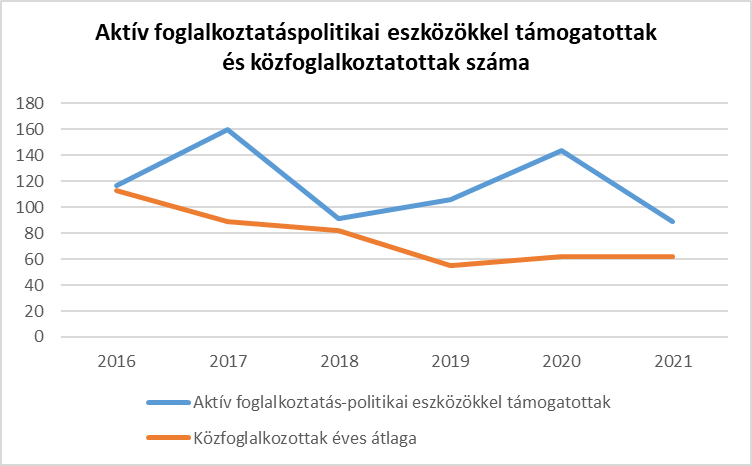 Aktív foglalkoztatáspolitikai eszközökkel támogatottak
és közfoglalkoztatottak száma
180
160
140
120
100
80
60
40
20
0
2016 2017 2018 2019 2020 2021
Aktív foglalkoztatás-politikai eszközökkel támogatottak
Közfoglalkozottak éves átlaga